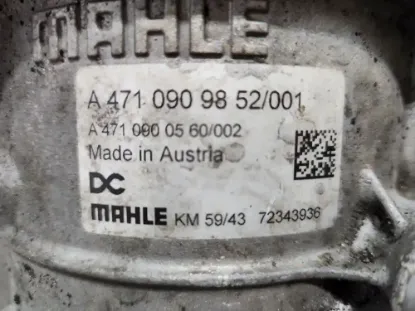 MAHLE
A 471 090 98 52/001
A 471 090 05 60/002
Made in Austria
DC
MAHLE KM 59/43 72343936